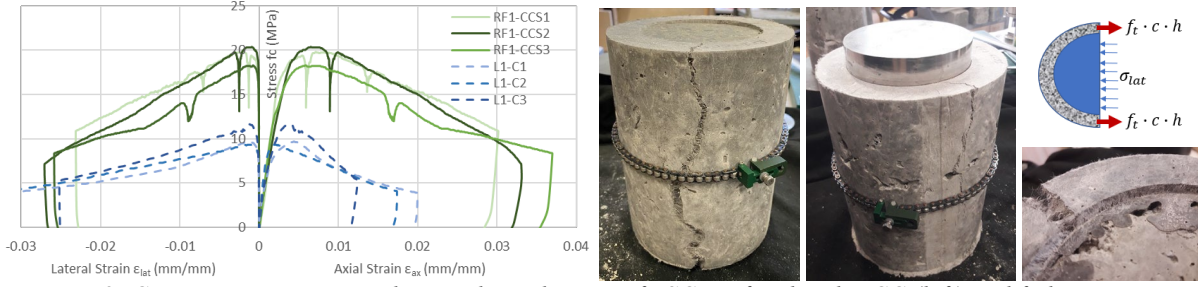 25
20
15
10
5
0
Stress fc (MPa)
RF1-CCS1
RF1-CCS2
RF1-CCS3
L1-C1
L1-C2
L1-C3
-0.03 -0.02 -0.01 0 0.01 0.02 0.03 0.04
Lateral Strain εlat (mm/mm) Axial Strain εax (mm/mm)
ft · c · h
σlat
ft · c · h